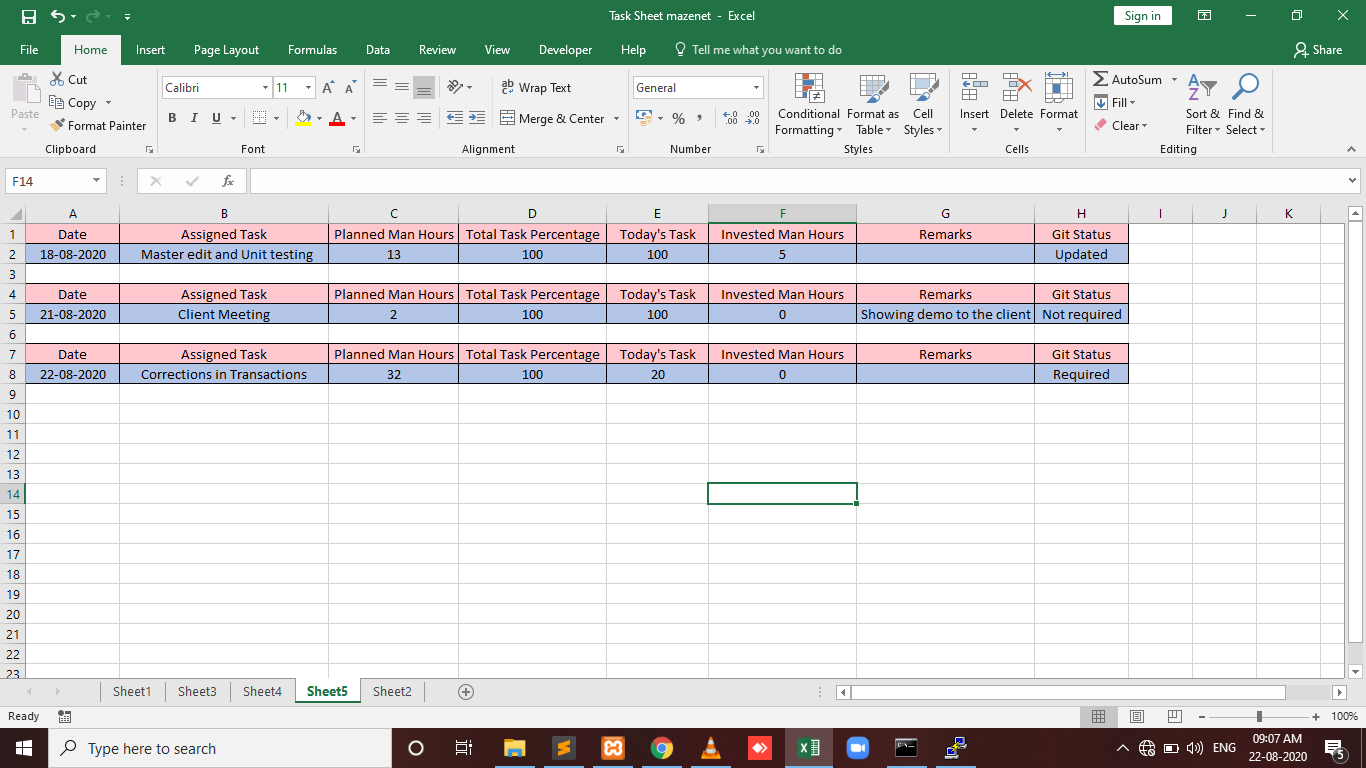 Task Sheet mazenet - Excel
Sign in
File Home Insert Page Layout Formulas Data Review View Developer Help Tell me what you want to do Share
Paste
Cut
Copy
Format Painter
Clipboard
Calibri 11
B I U
Font
Wrap Text
Merge & Center
Alignment
General
% ,
Number
Conditional Formatting
Format as Table
Cell Styles
Styles
Insert Delete Format
Cells
AutoSum
Fill
Clear
Sort & Filter
Find & Select
Editing
F14 fx
A B C D E F G H I J K
1 Date Assigned Task Planned Man Hours Total Task Percentage Today's Task Invested Man Hours Remarks Git Status
2 18-08-2020 Master edit and Unit testing 13 100 100 5 Updated
3
4 Date Assigned Task Planned Man Hours Total Task Percentage Today's Task Invested Man Hours Remarks Git Status
5 21-08-2020 Client Meeting 2 100 100 0 Showing demo to the client Not required
6
7 Date Assigned Task Planned Man Hours Total Task Percentage Today's Task Invested Man Hours Remarks Git Status
8 22-08-2020 Corrections in Transactions 32 100 20 0 Required
9
10
11
12
13
14
15
16
17
18
19
20
21
22
23
Sheet1 Sheet3 Sheet4 Sheet5 Sheet2
Ready 100%
Type here to search
ENG
09:07 AM
22-08-2020
5